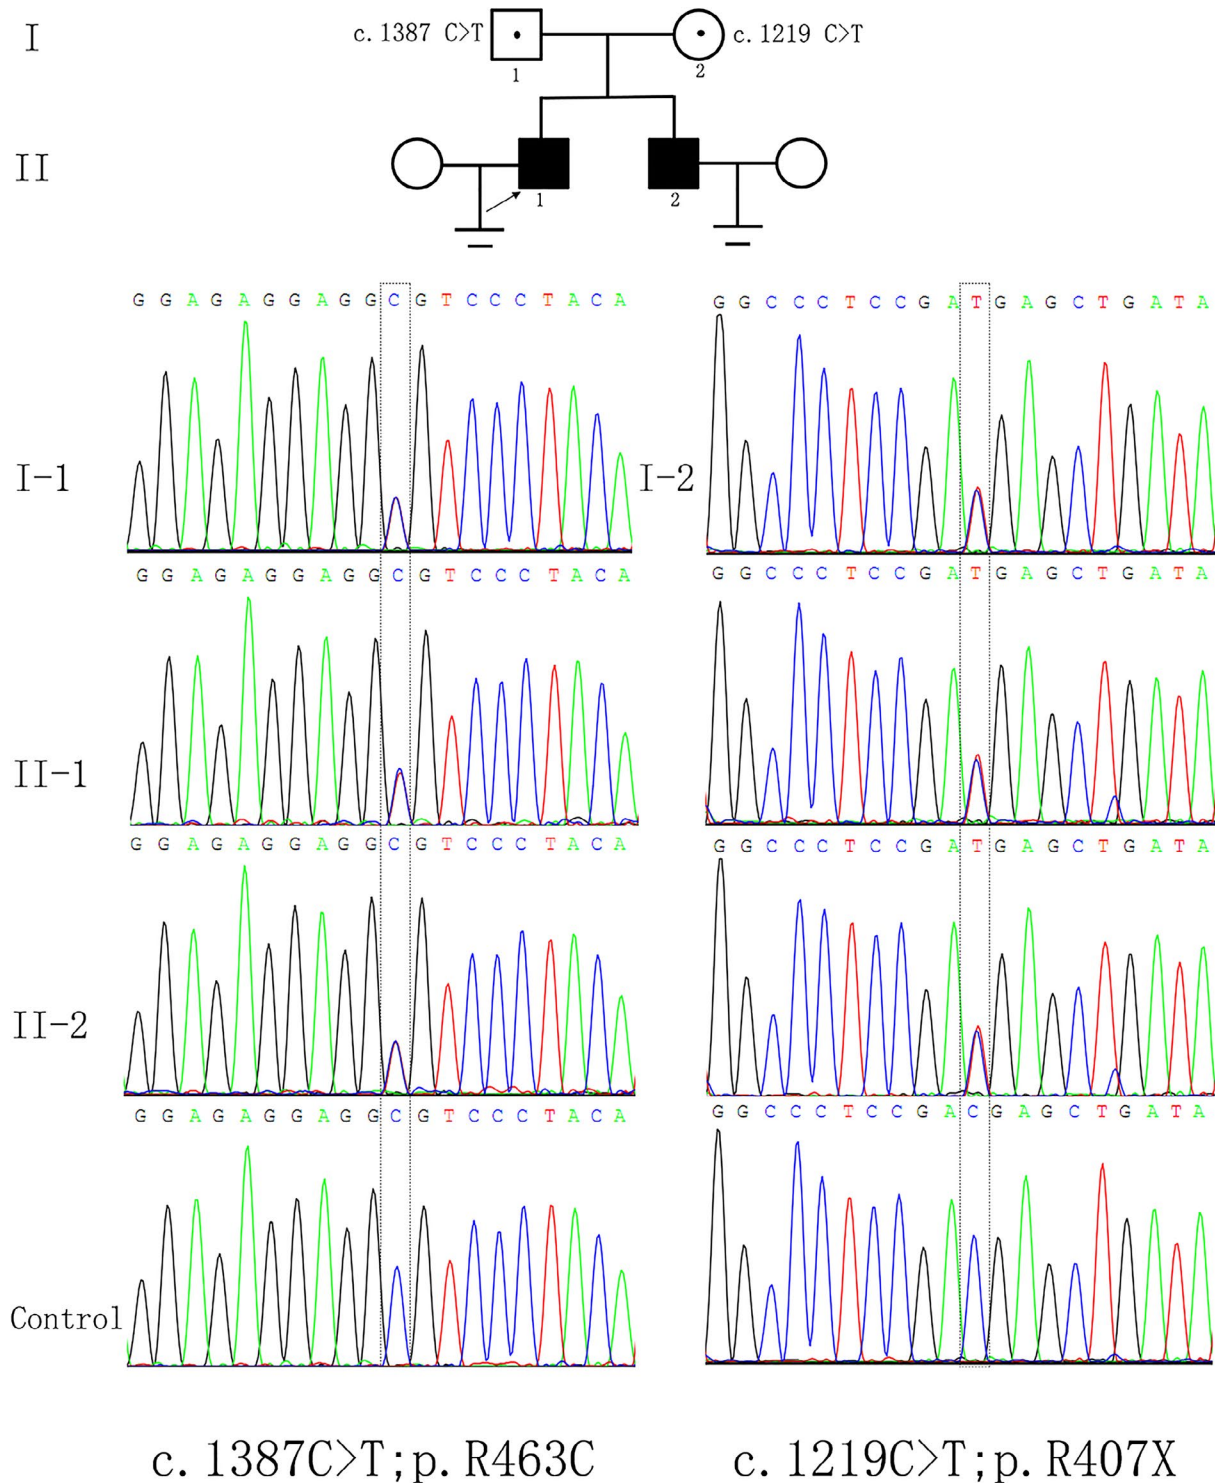 I
c. 1387 C>T
c. 1219 C>T
1
2
II
1
2
G G A G A G G A G G C G T C C C T A C A
G G C C C T C C G A T G A G C T G A T A
I-1
I-2
G G A G A G G A G G C G T C C C T A C A
G G C C C T C C G A T G A G C T G A T A
II-1
G G A G A G G A G G C G T C C C T A C A
G G C C C T C C G A T G A G C T G A T A
II-2
G G A G A G G A G G C G T C C C T A C A
G G C C C T C C G A C G A G C T G A T A
Control
c. 1387C>T;p. R463C
c. 1219C>T;p. R407X